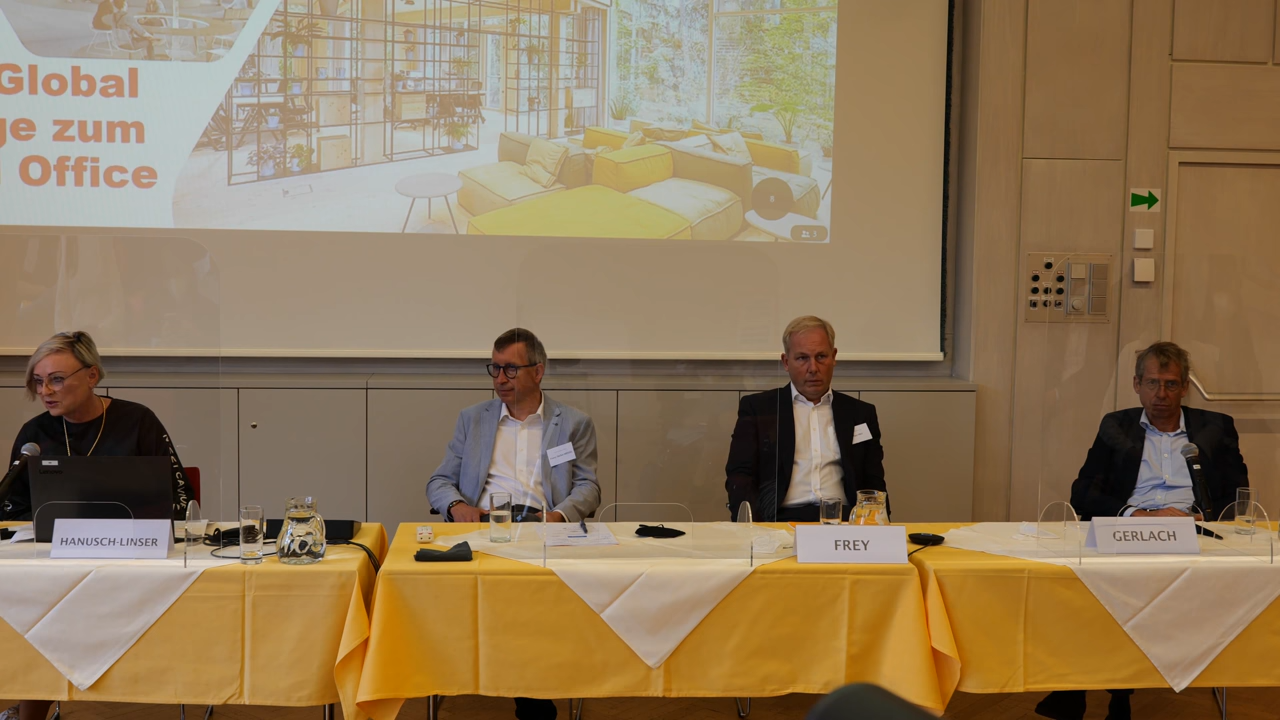 Global
ge zum
Office
HANUSCH-LINSER
FREY
GERLACH